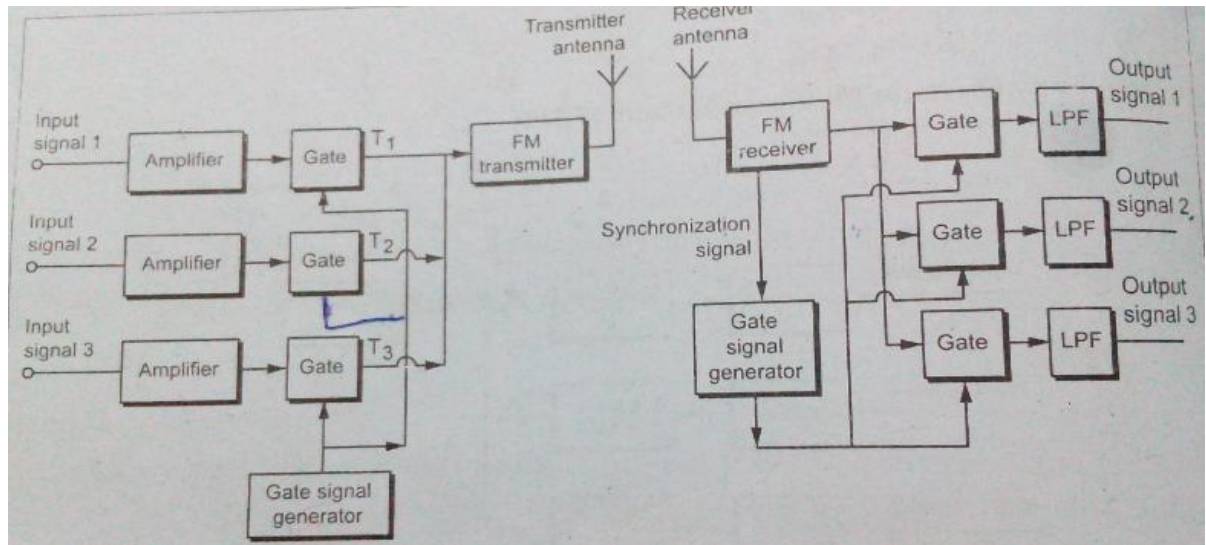 Transmitter
antenna
Receiver
antenna
Input
signal 1
Amplifier
Gate
T1
FM
transmitter
FM
receiver
Gate
LPF
Output
signal 1
Input
signal 2
Amplifier
Gate
T2
Synchronization
signal
Gate
LPF
Output
signal 2
Input
signal 3
Amplifier
Gate
T3
Gate
signal
generator
Gate
LPF
Output
signal 3
Gate signal
generator